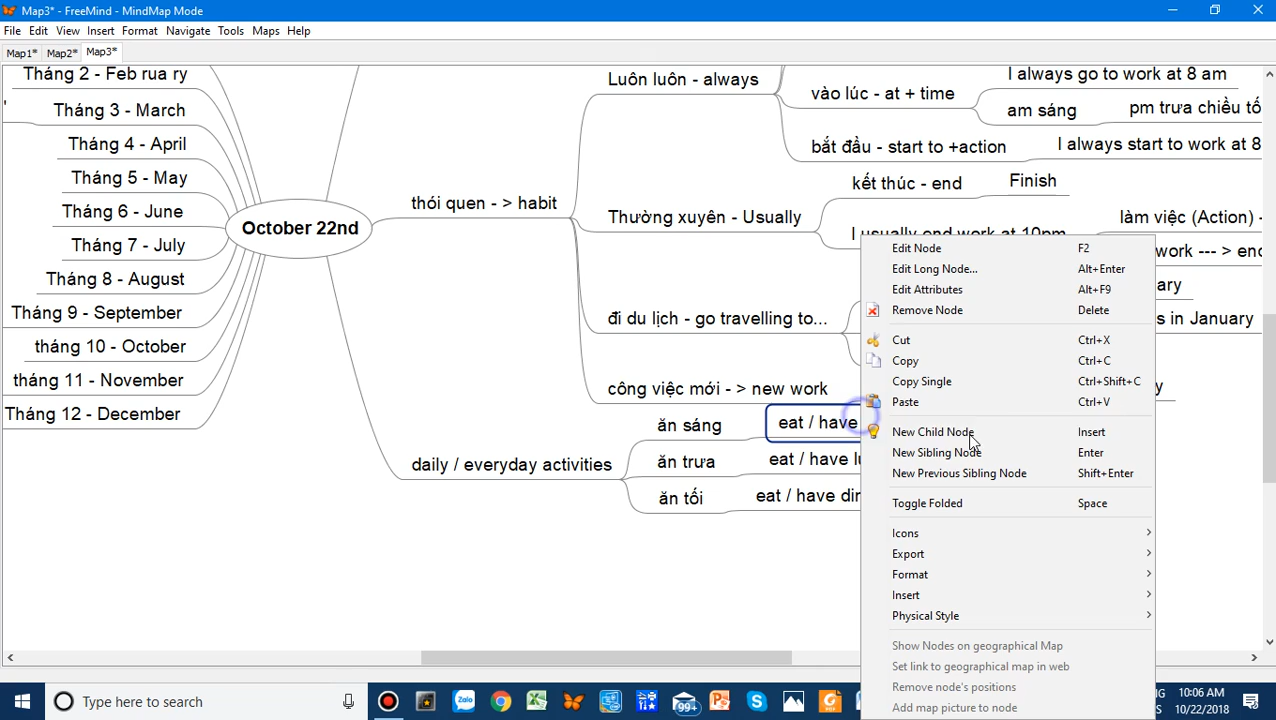 Map3* - FreeMind - MindMap Mode
File Edit View Insert Format Navigate Tools Maps Help
Map1* Map2* Map3*
Tháng 2 - Feb rua ry
Tháng 3 - March
Tháng 4 - April
Tháng 5 - May
Tháng 6 - June
Tháng 7 - July
Tháng 8 - August
Tháng 9 - September
tháng 10 - October
tháng 11 - November
Tháng 12 - December
October 22nd
thói quen - > habit
Luôn luôn - always
I always go to work at 8 am
vào lúc - at + time
am sáng
pm trưa chiều tố
bắt đầu - start to +action
I always start to work at 8
Thường xuyên - Usually
kết thúc - end
Finish
I usually end work at 10pm
làm việc (Action) -
work ---> end
đi du lịch - go travelling to...
ary
s in January
công việc mới - > new work
y
daily / everyday activities
ăn sáng
eat / have
ăn trưa
eat / have lu
ăn tối
eat / have din
Edit Node F2
Edit Long Node... Alt+Enter
Edit Attributes Alt+F9
Remove Node Delete
Cut Ctrl+X
Copy Ctrl+C
Copy Single Ctrl+Shift+C
Paste Ctrl+V
New Child Node Insert
New Sibling Node Enter
New Previous Sibling Node Shift+Enter
Toggle Folded Space
Icons
Export
Format
Insert
Physical Style
Show Nodes on geographical Map
Set link to geographical map in web
Remove node's positions
Add map picture to node
Type here to search
99+
NG
10:06 AM
10/22/2018